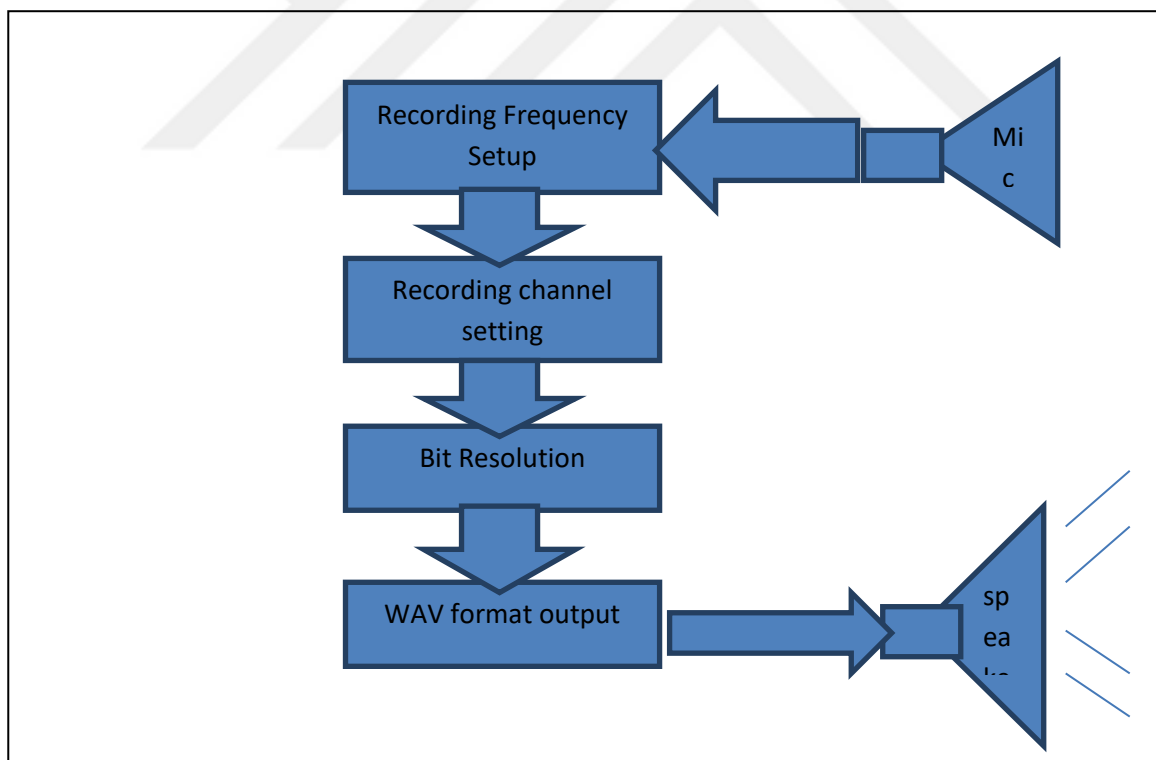 Recording Frequency
Setup
Mi
c
Recording channel
setting
Bit Resolution
WAV format output
sp
ea